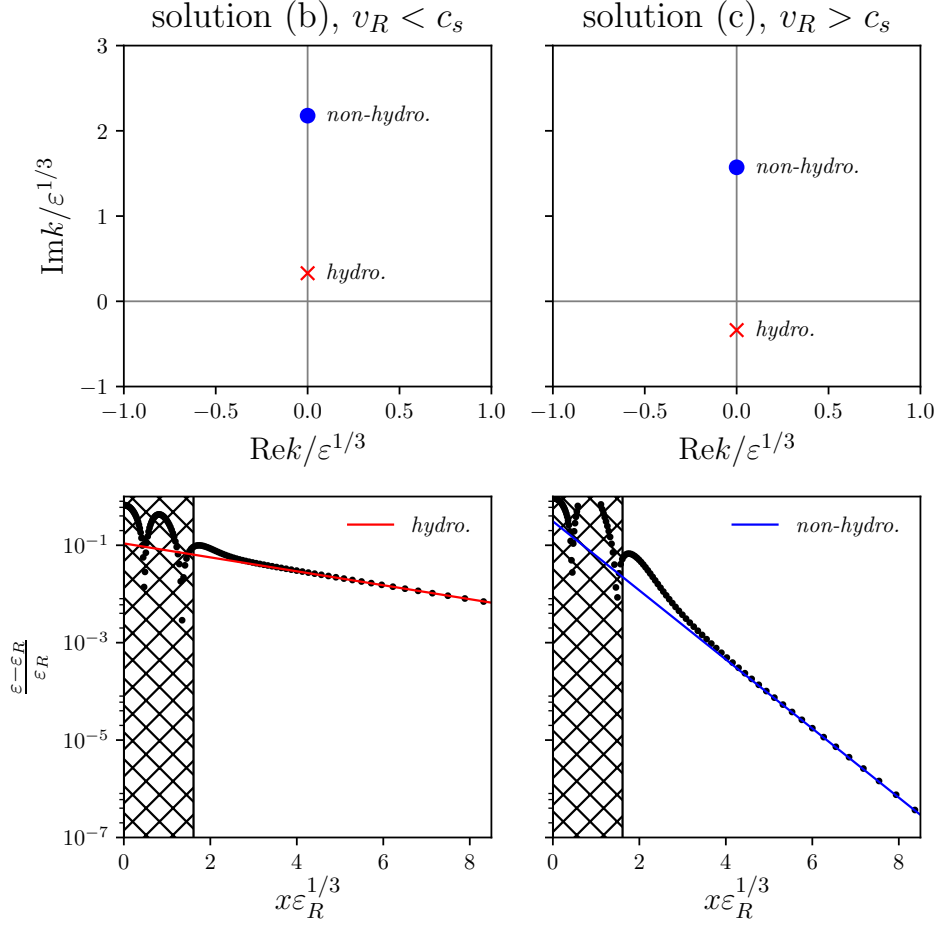 solution (b), v_R < c_s
solution (c), v_R > c_s
3
2
1
0
−1
Imk/ε^{1/3}
non-hydro.
hydro.
−1.0 −0.5 0.0 0.5 1.0
Rek/ε^{1/3}
non-hydro.
hydro.
−1.0 −0.5 0.0 0.5 1.0
Rek/ε^{1/3}
10^{−1}
10^{−3}
10^{−5}
10^{−7}
\frac{ε−ε_R}{ε_R}
hydro.
0 2 4 6 8
xε_R^{1/3}
non-hydro.
0 2 4 6 8
xε_R^{1/3}